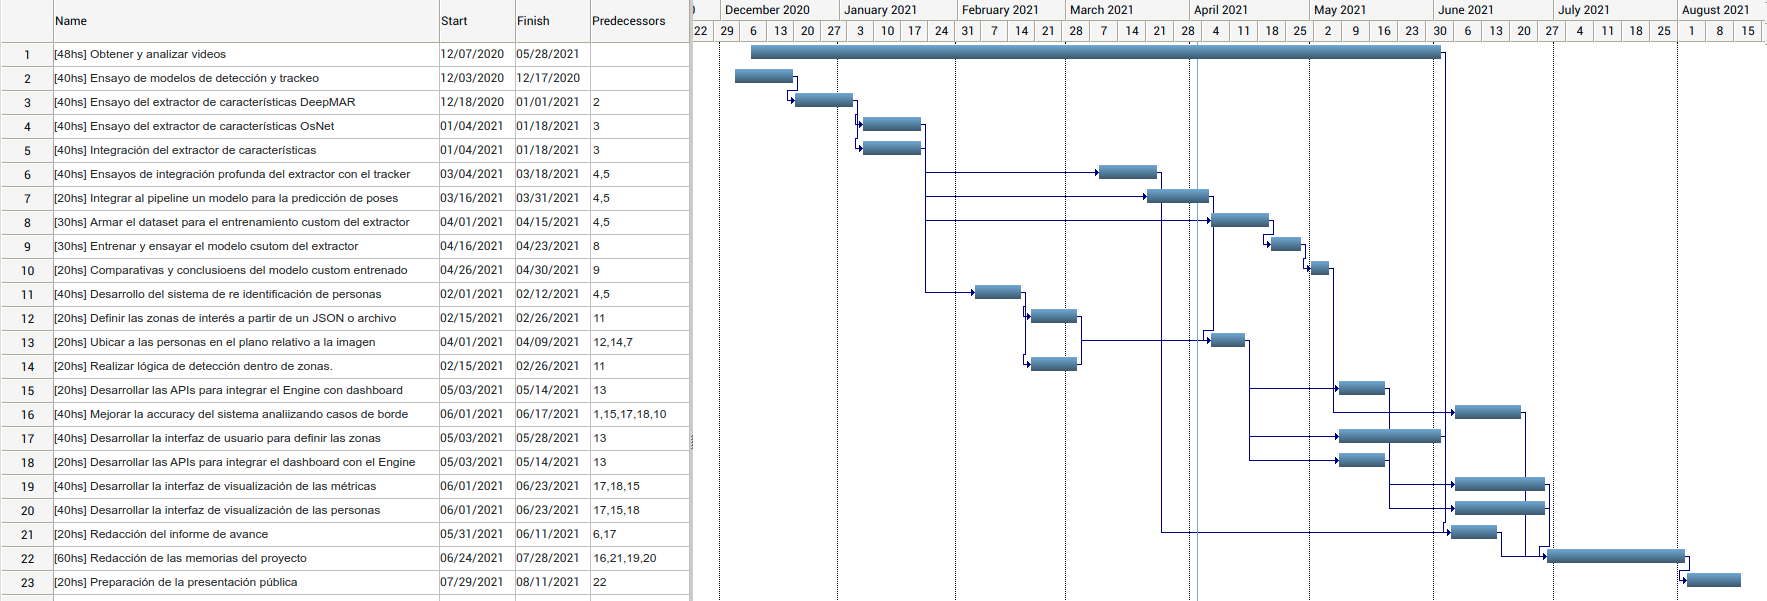 Name Start Finish Predecessors
December 2020 January 2021 February 2021 March 2021 April 2021 May 2021 June 2021 July 2021 August 2021
22 29 6 13 20 27 3 10 17 24 31 7 14 21 28 7 14 21 28 4 11 18 25 2 9 16 23 30 6 13 20 27 4 11 18 25 1 8 15
1 [48hs] Obtener y analizar videos 12/07/2020 05/28/2021
2 [40hs] Ensayo de modelos de detección y trackeo 12/03/2020 12/17/2020
3 [40hs] Ensayo del extractor de características DeepMAR 12/18/2020 01/01/2021 2
4 [40hs] Ensayo del extractor de características OsNet 01/04/2021 01/18/2021 3
5 [40hs] Integración del extractor de características 01/04/2021 01/18/2021 3
6 [40hs] Ensayos de integración profunda del extractor con el tracker 03/04/2021 03/18/2021 4,5
7 [20hs] Integrar al pipeline un modelo para la predicción de poses 03/16/2021 03/31/2021 4,5
8 [30hs] Armar el dataset para el entrenamiento custom del extractor 04/01/2021 04/15/2021 4,5
9 [30hs] Entrenar y ensayar el modelo csutom del extractor 04/16/2021 04/23/2021 8
10 [20hs] Comparativas y conclusioens del modelo custom entrenado 04/26/2021 04/30/2021 9
11 [40hs] Desarrollo del sistema de re identificación de personas 02/01/2021 02/12/2021 4,5
12 [20hs] Definir las zonas de interés a partir de un JSON o archivo 02/15/2021 02/26/2021 11
13 [20hs] Ubicar a las personas en el plano relativo a la imagen 04/01/2021 04/09/2021 12,14,7
14 [20hs] Realizar lógica de detección dentro de zonas. 02/15/2021 02/26/2021 11
15 [20hs] Desarrollar las APIs para integrar el Engine con dashboard 05/03/2021 05/14/2021 13
16 [40hs] Mejorar la accuracy del sistema analiizando casos de borde 06/01/2021 06/17/2021 1,15,17,18,10
17 [40hs] Desarrollar la interfaz de usuario para definir las zonas 05/03/2021 05/28/2021 13
18 [20hs] Desarrollar las APIs para integrar el dashboard con el Engine 05/03/2021 05/14/2021 13
19 [40hs] Desarrollar la interfaz de visualización de las métricas 06/01/2021 06/23/2021 17,18,15
20 [40hs] Desarrollar la interfaz de visualización de las personas 06/01/2021 06/23/2021 17,15,18
21 [20hs] Redacción del informe de avance 05/31/2021 06/11/2021 6,17
22 [60hs] Redacción de las memorias del proyecto 06/24/2021 07/28/2021 16,21,19,20
23 [20hs] Preparación de la presentación pública 07/29/2021 08/11/2021 22